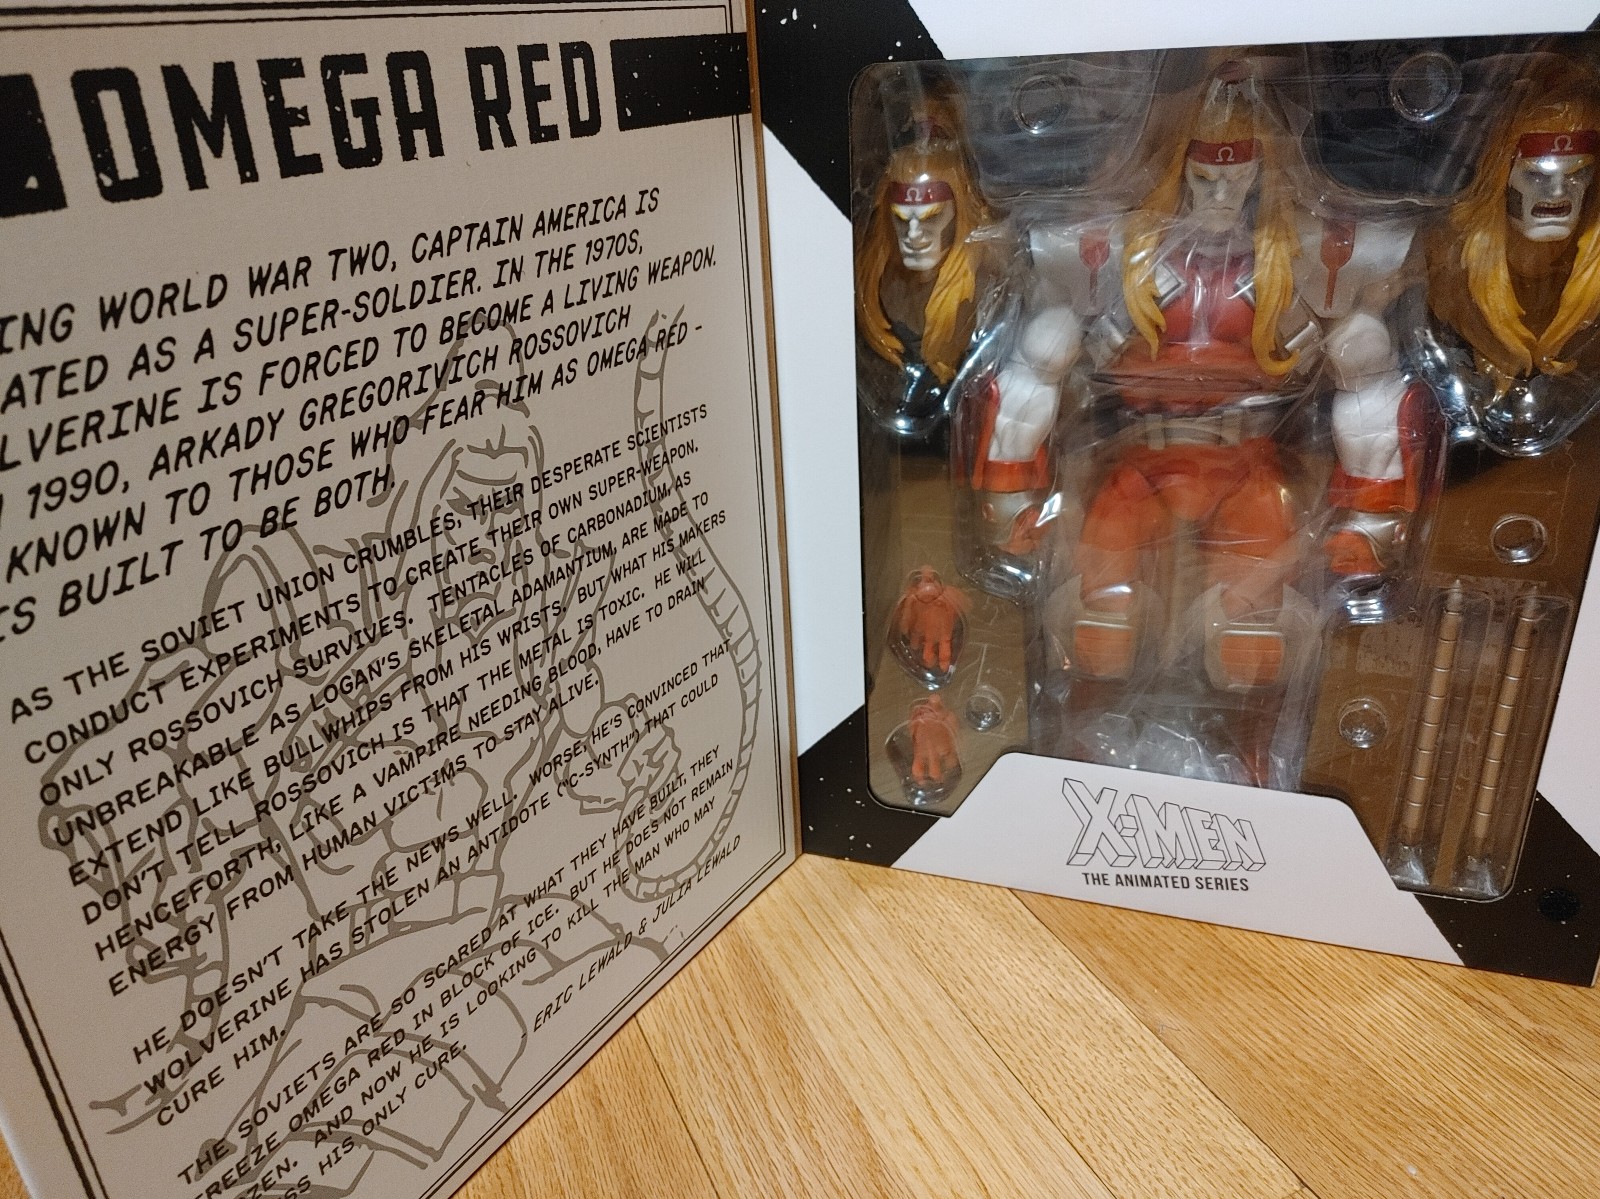 OMEGA RED
ING WORLD WAR TWO, CAPTAIN AMERICA IS
ATED AS A SUPER-SOLDIER. IN THE 1970S,
LVERINE IS FORCED TO BECOME A LIVING WEAPON.
1990, ARKADY GREGORIVICH ROSSOVICH
KNOWN TO THOSE WHO FEAR HIM AS OMEGA RED -
IS BUILT TO BE BOTH.
AS THE SOVIET UNION CRUMBLES, THEIR DESPERATE SCIENTISTS
CONDUCT EXPERIMENTS TO CREATE THEIR OWN SUPER-WEAPON.
ONLY ROSSOVICH SURVIVES. TENTACLES OF CARBONADIUM, AS
UNBREAKABLE AS LOGAN'S SKELETAL ADAMANTIUM, ARE MADE TO
EXTEND LIKE BULLWHIPS FROM HIS WRISTS. BUT WHAT HIS MAKERS
DON'T TELL ROSSOVICH IS THAT THE METAL IS TOXIC. HE WILL
HENCEFORTH, LIKE A VAMPIRE NEEDING BLOOD, HAVE TO DRAIN
ENERGY FROM HUMAN VICTIMS TO STAY ALIVE.
HE DOESN'T TAKE THE NEWS WELL. WORSE, HE'S CONVINCED THAT
WOLVERINE HAS STOLEN AN ANTIDOTE ("C-SYNTH") THAT COULD
CURE HIM.
THE SOVIETS ARE SO SCARED AT WHAT THEY HAVE BUILT, THEY
FREEZE OMEGA RED IN BLOCK OF ICE. BUT HE DOES NOT REMAIN
ZEN. AND NOW HE IS LOOKING TO KILL THE MAN WHO MAY
SS HIS ONLY CURE.
- ERIC LEWALD & JULIA LEWALD
Ω
Ω
Ω
X-MEN
THE ANIMATED SERIES